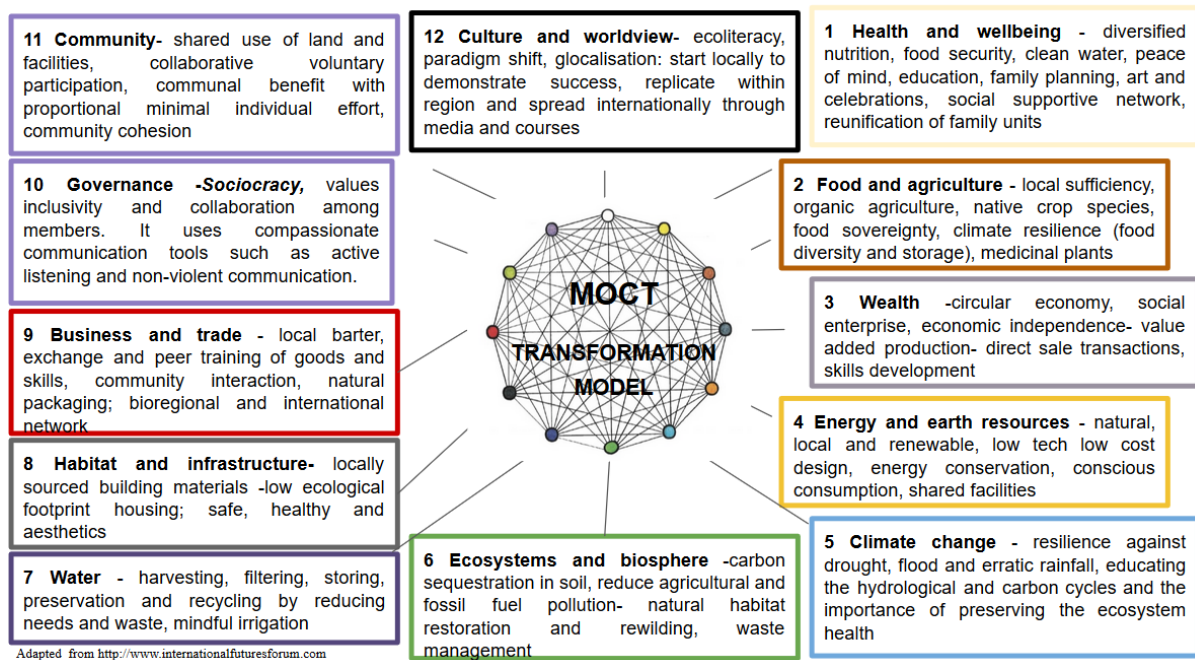 11 Community- shared use of land and
facilities, collaborative voluntary
participation, communal benefit with
proportional minimal individual effort,
community cohesion
12 Culture and worldview- ecoliteracy,
paradigm shift, glocalisation: start locally to
demonstrate success, replicate within
region and spread internationally through
media and courses
1 Health and wellbeing - diversified
nutrition, food security, clean water, peace
of mind, education, family planning, art and
celebrations, social supportive network,
reunification of family units
10 Governance -Sociocracy, values
inclusivity and collaboration among
members. It uses compassionate
communication tools such as active
listening and non-violent communication.
2 Food and agriculture - local sufficiency,
organic agriculture, native crop species,
food sovereignty, climate resilience (food
diversity and storage), medicinal plants
MOCT
TRANSFORMATION
MODEL
3 Wealth -circular economy, social
enterprise, economic independence- value
added production- direct sale transactions,
skills development
9 Business and trade - local barter,
exchange and peer training of goods and
skills, community interaction, natural
packaging; bioregional and international
network
4 Energy and earth resources - natural,
local and renewable, low tech low cost
design, energy conservation, conscious
consumption, shared facilities
8 Habitat and infrastructure- locally
sourced building materials -low ecological
footprint housing; safe, healthy and
aesthetics
5 Climate change - resilience against
drought, flood and erratic rainfall, educating
the hydrological and carbon cycles and the
importance of preserving the ecosystem
health
7 Water - harvesting, filtering, storing,
preservation and recycling by reducing
needs and waste, mindful irrigation
6 Ecosystems and biosphere -carbon
sequestration in soil, reduce agricultural and
fossil fuel pollution- natural habitat
restoration and rewilding, waste
management
Adapted from http://www.internationalfuturesforum.com